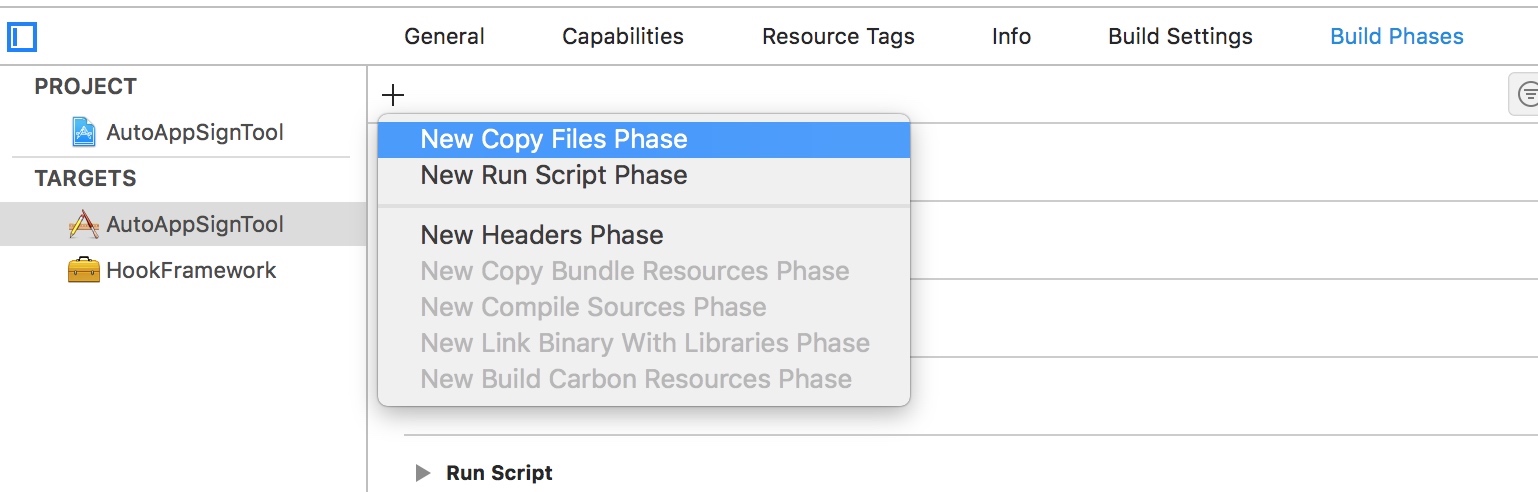 General Capabilities Resource Tags Info Build Settings Build Phases
PROJECT
AutoAppSignTool
TARGETS
AutoAppSignTool
HookFramework
New Copy Files Phase
New Run Script Phase
New Headers Phase
New Copy Bundle Resources Phase
New Compile Sources Phase
New Link Binary With Libraries Phase
New Build Carbon Resources Phase
Run Script